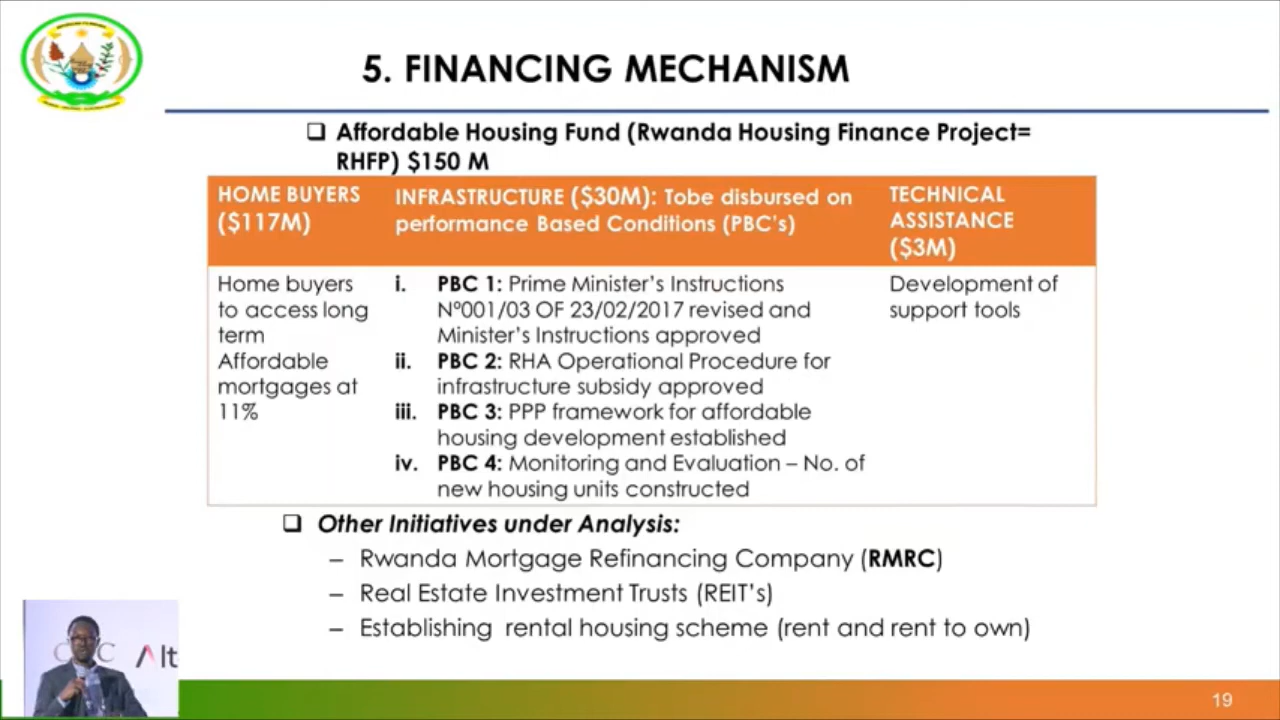 5. FINANCING MECHANISM
❑ Affordable Housing Fund (Rwanda Housing Finance Project=
RHFP) $150 M
HOME BUYERS
($117M)
INFRASTRUCTURE ($30M): Tobe disbursed on
performance Based Conditions (PBC's)
TECHNICAL
ASSISTANCE
($3M)
Home buyers
to access long
term
Affordable
mortgages at
11%
i. PBC 1: Prime Minister's Instructions
Nº001/03 OF 23/02/2017 revised and
Minister's Instructions approved
ii. PBC 2: RHA Operational Procedure for
infrastructure subsidy approved
iii. PBC 3: PPP framework for affordable
housing development established
iv. PBC 4: Monitoring and Evaluation – No. of
new housing units constructed
Development of
support tools
❑ Other Initiatives under Analysis:
– Rwanda Mortgage Refinancing Company (RMRC)
– Real Estate Investment Trusts (REIT's)
– Establishing rental housing scheme (rent and rent to own)
19